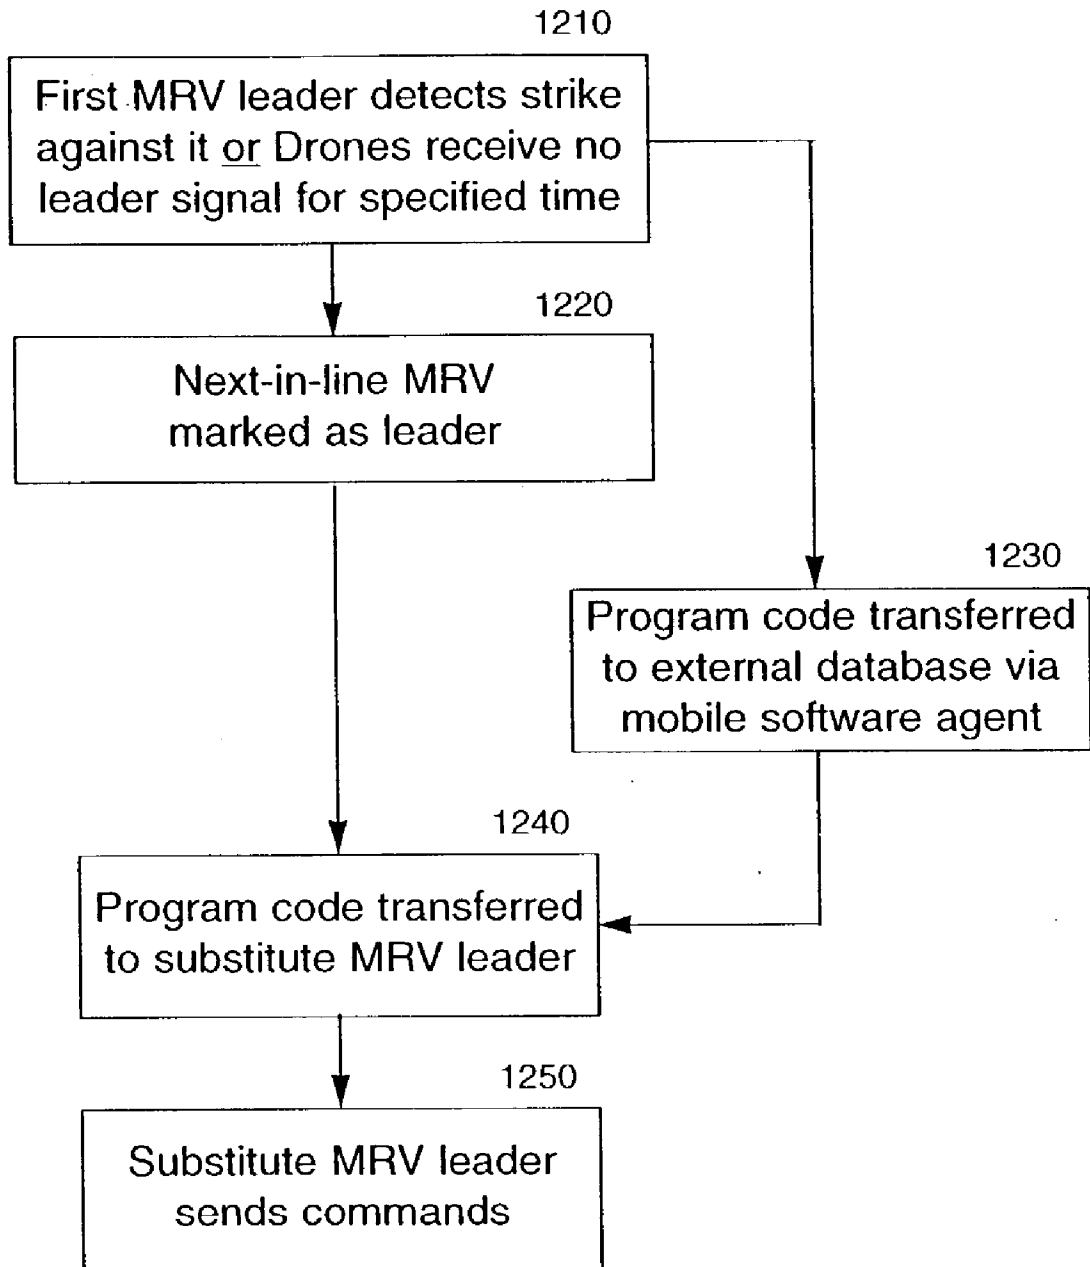 1210
First MRV leader detects strike
against it or Drones receive no
leader signal for specified time
1220
Next-in-line MRV
marked as leader
1230
Program code transferred
to external database via
mobile software agent
1240
Program code transferred
to substitute MRV leader
1250
Substitute MRV leader
sends commands